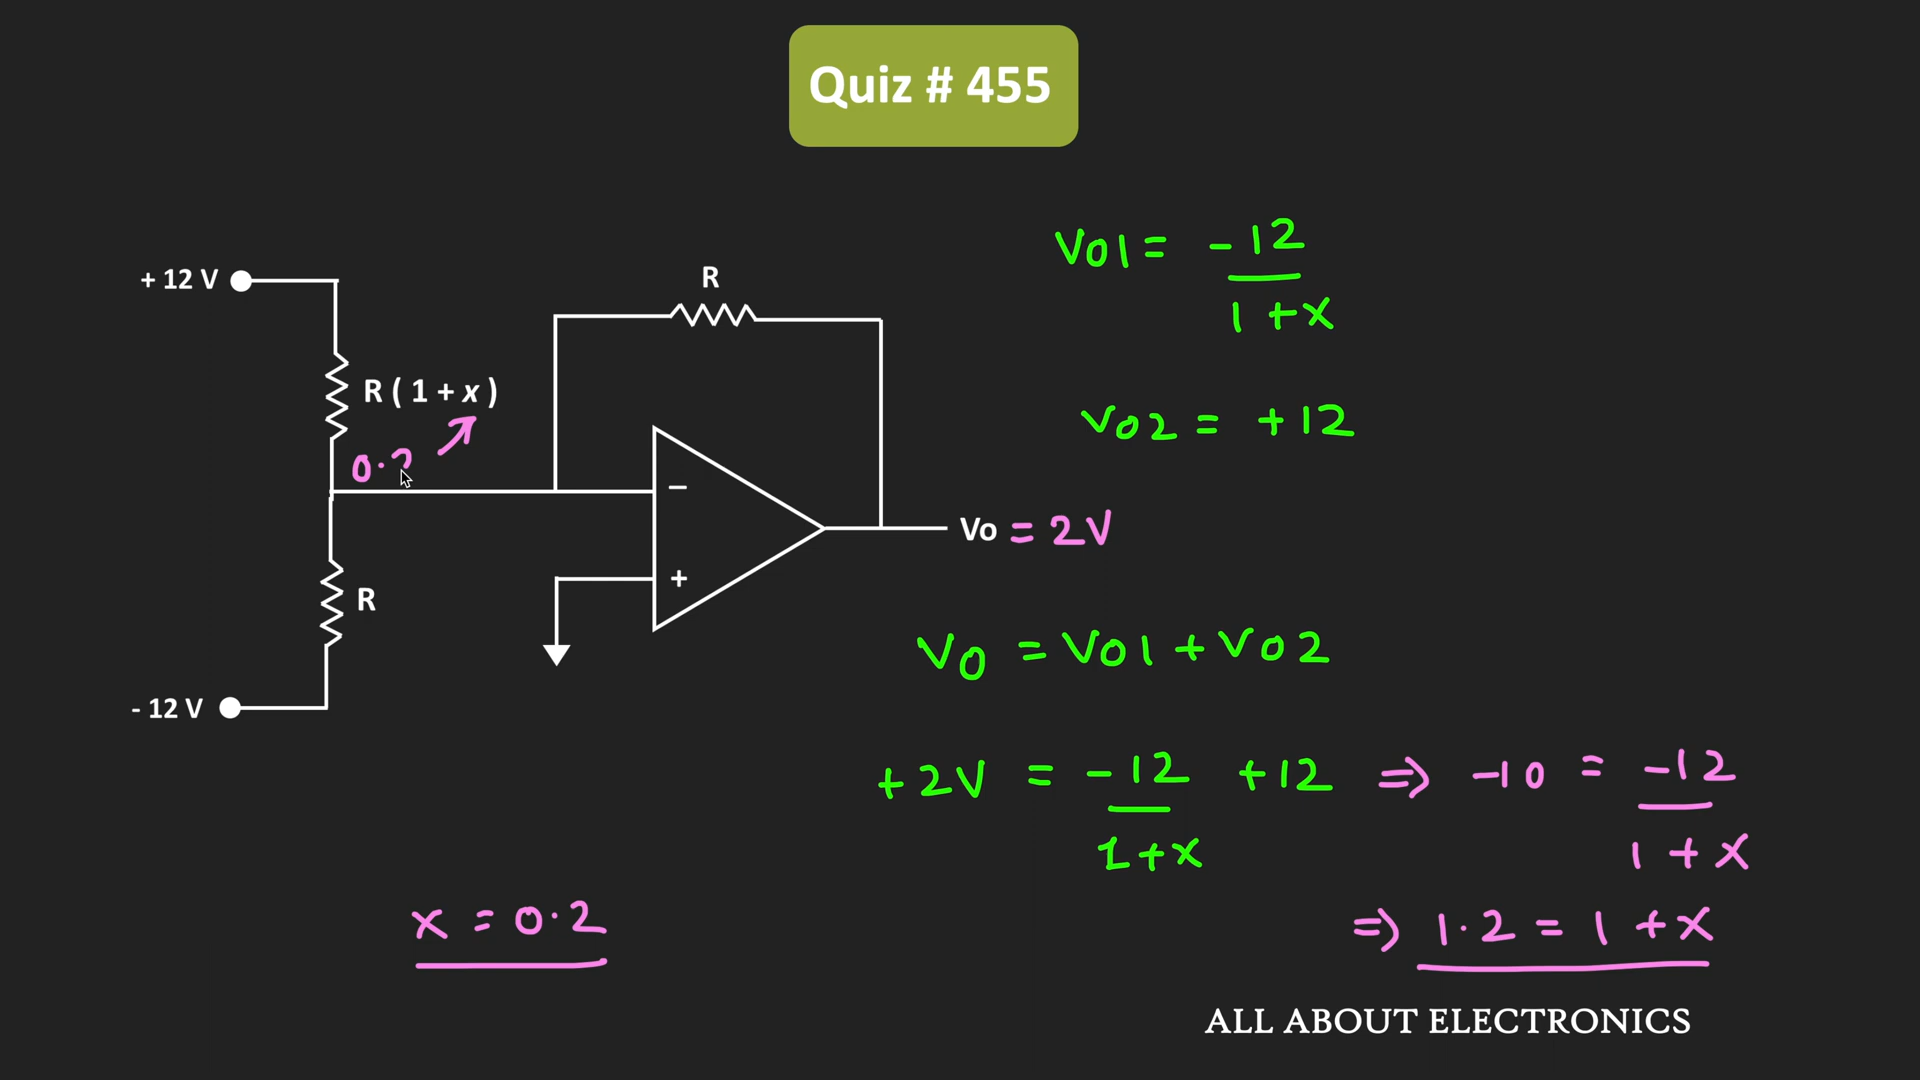 Quiz # 455
+ 12 V
R
R ( 1 + x )
0.2
-
+
R
- 12 V
Vo = 2V
Vo1 = -12
1+x
Vo2 = +12
Vo = Vo1 + Vo2
+2V = -12 +12 ⇒ -10 = -12
1+x 1+x
⇒ 1.2 = 1+x
x = 0.2
ALL ABOUT ELECTRONICS